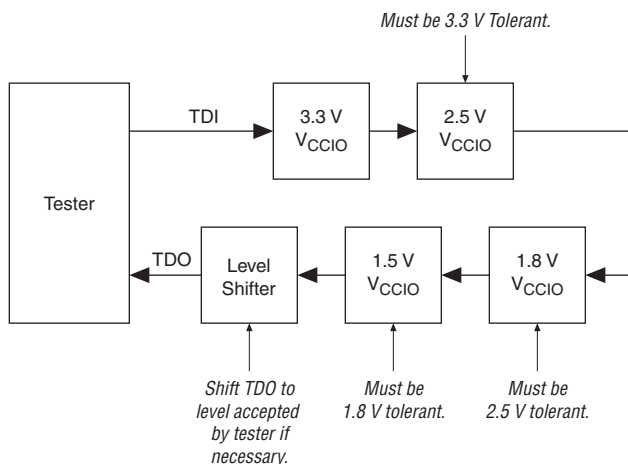 Must be 3.3 V Tolerant.
Tester
TDI
3.3 V
VCCIO
2.5 V
VCCIO
TDO
Level
Shifter
1.5 V
VCCIO
1.8 V
VCCIO
Shift TDO to
level accepted
by tester if
necessary.
Must be
1.8 V tolerant.
Must be
2.5 V tolerant.